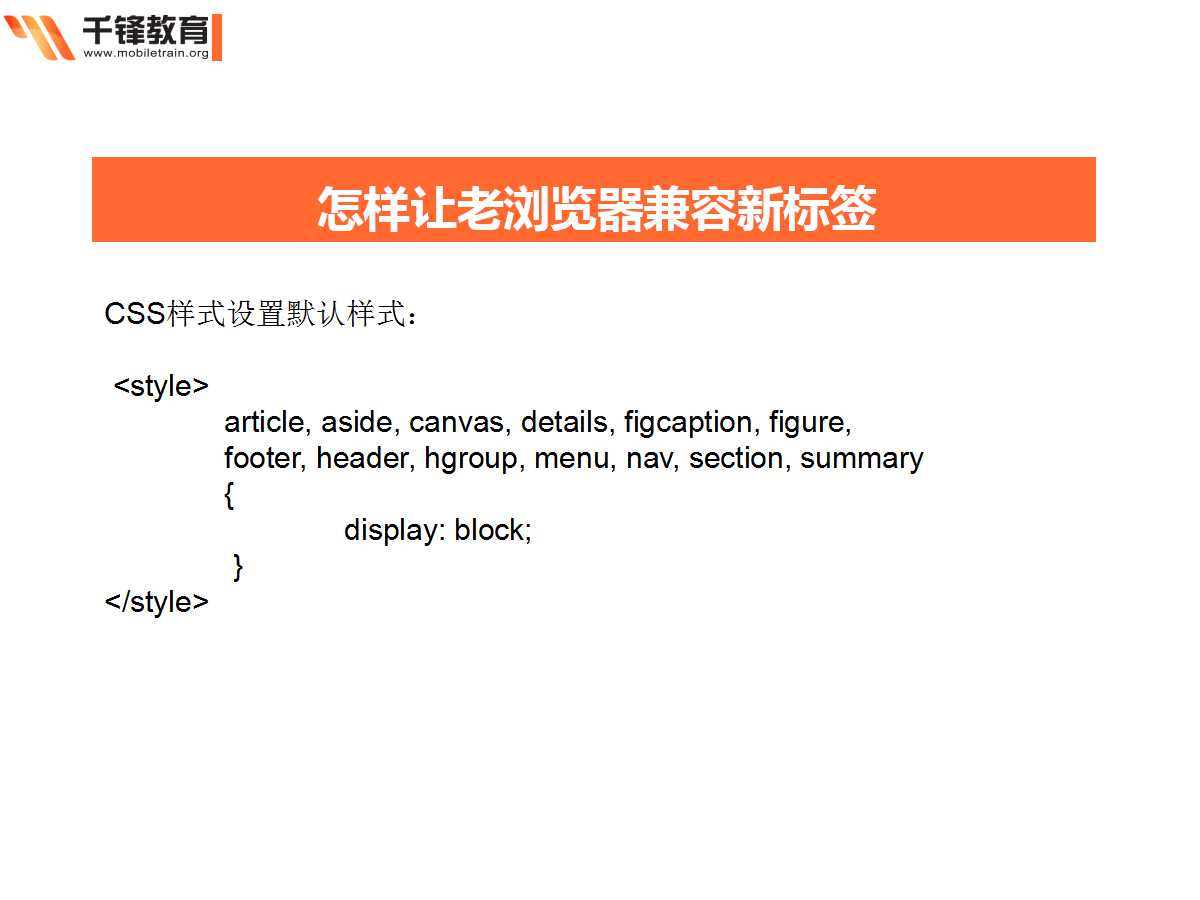 千锋教育
www.mobiletrain.org
怎样让老浏览器兼容新标签
CSS样式设置默认样式：
<style>
article, aside, canvas, details, figcaption, figure,
footer, header, hgroup, menu, nav, section, summary
{
display: block;
}
</style>